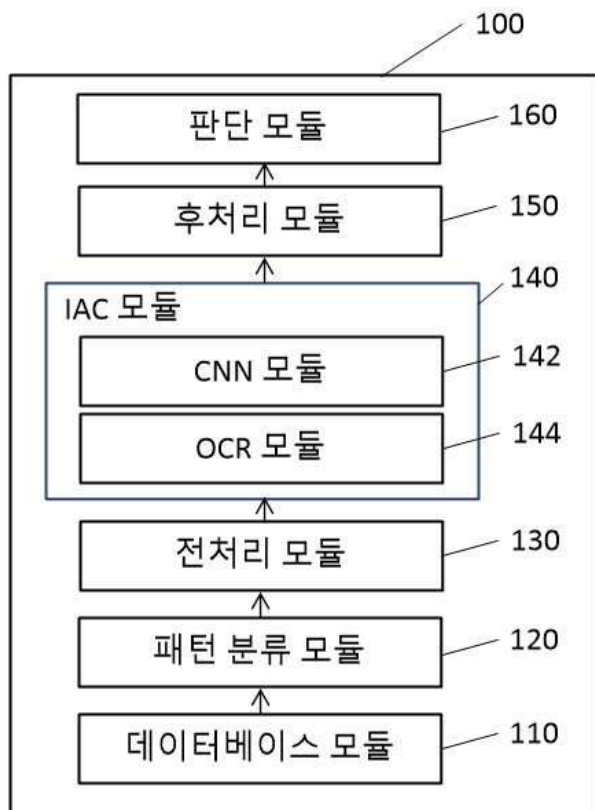 100
판단 모듈 160
후처리 모듈 150
140
IAC 모듈
CNN 모듈 142
OCR 모듈 144
전처리 모듈 130
패턴 분류 모듈 120
데이터베이스 모듈 110